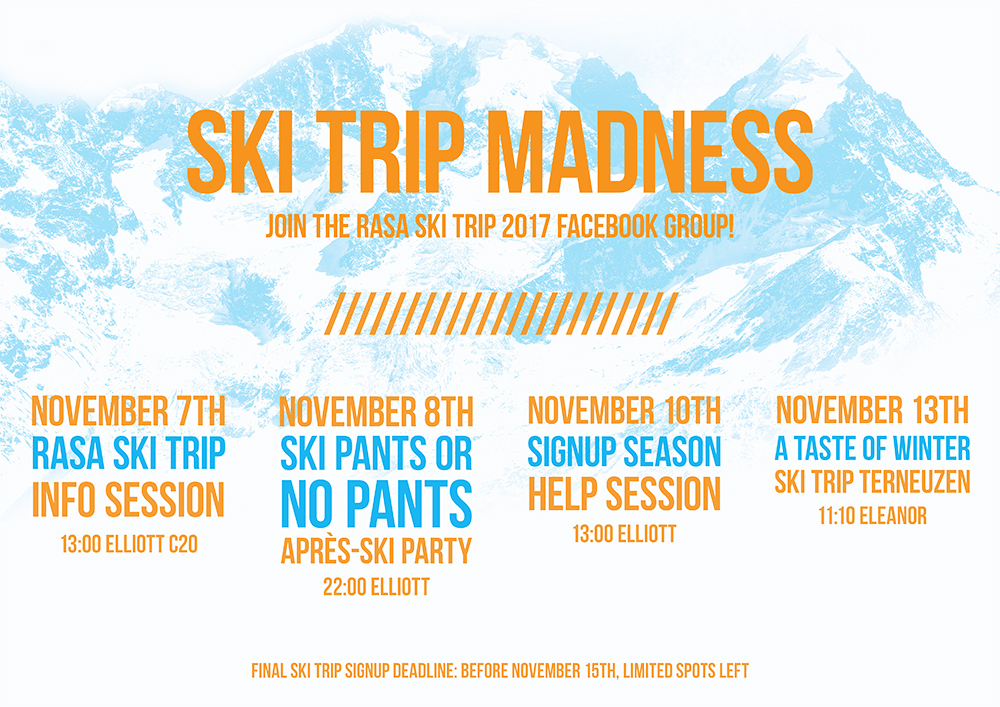 SKI TRIP MADNESS
JOIN THE RASA SKI TRIP 2017 FACEBOOK GROUP!
NOVEMBER 7TH
RASA SKI TRIP
INFO SESSION
13:00 ELLIOTT C20
NOVEMBER 8TH
SKI PANTS OR
NO PANTS
APRÈS-SKI PARTY
22:00 ELLIOTT
NOVEMBER 10TH
SIGNUP SEASON
HELP SESSION
13:00 ELLIOTT
NOVEMBER 13TH
A TASTE OF WINTER
SKI TRIP TERNEUZEN
11:10 ELEANOR
FINAL SKI TRIP SIGNUP DEADLINE: BEFORE NOVEMBER 15TH, LIMITED SPOTS LEFT